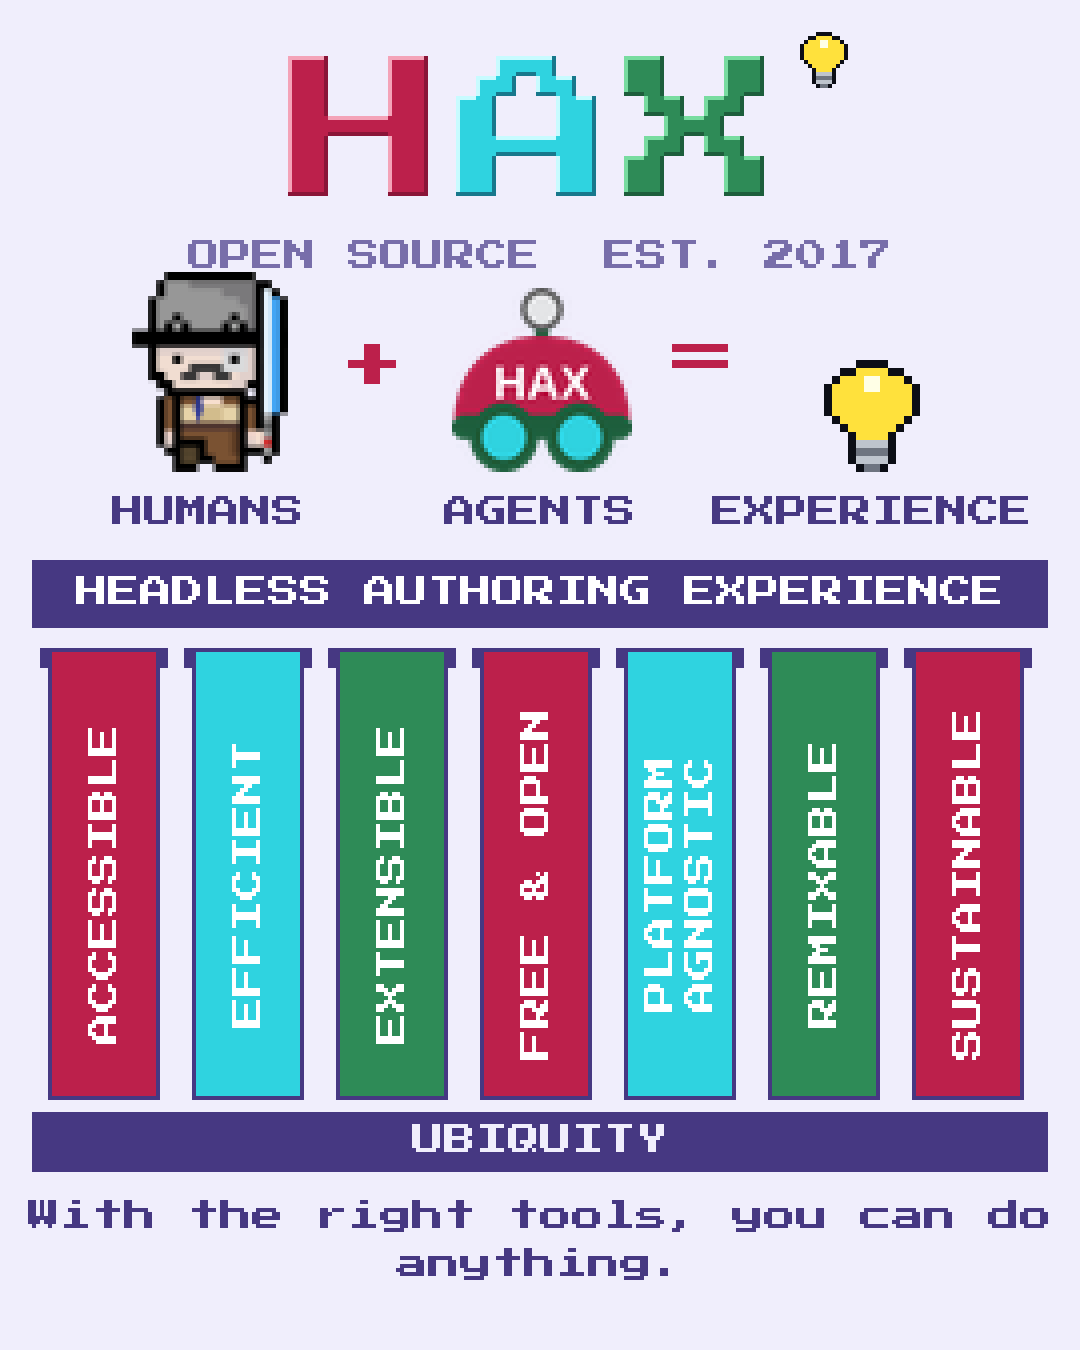 HAX
OPEN SOURCE EST. 2017
+ =
HAX
HUMANS AGENTS EXPERIENCE
HEADLESS AUTHORING EXPERIENCE
ACCESSIBLE
EFFICIENT
EXTENSIBLE
FREE & OPEN
PLATFORM
AGNOSTIC
REMIXABLE
SUSTAINABLE
UBIQUITY
With the right tools, you can do
anything.